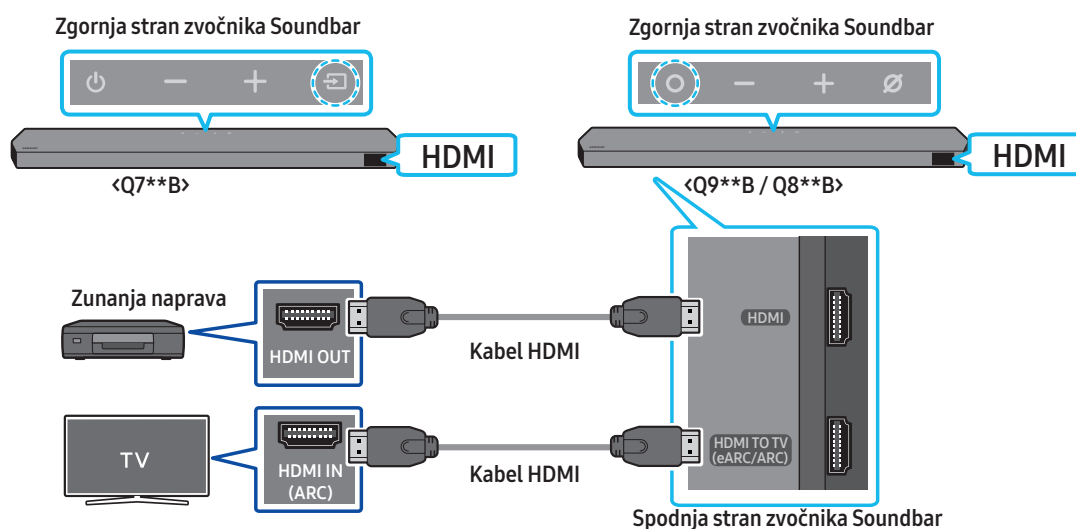 Zgornja stran zvočnika Soundbar
HDMI
<Q7**B>
Zgornja stran zvočnika Soundbar
HDMI
<Q9**B / Q8**B>
Zunanja naprava
HDMI OUT
Kabel HDMI
HDMI
TV
HDMI IN
(ARC)
Kabel HDMI
HDMI TO TV
(eARC/ARC)
Spodnja stran zvočnika Soundbar